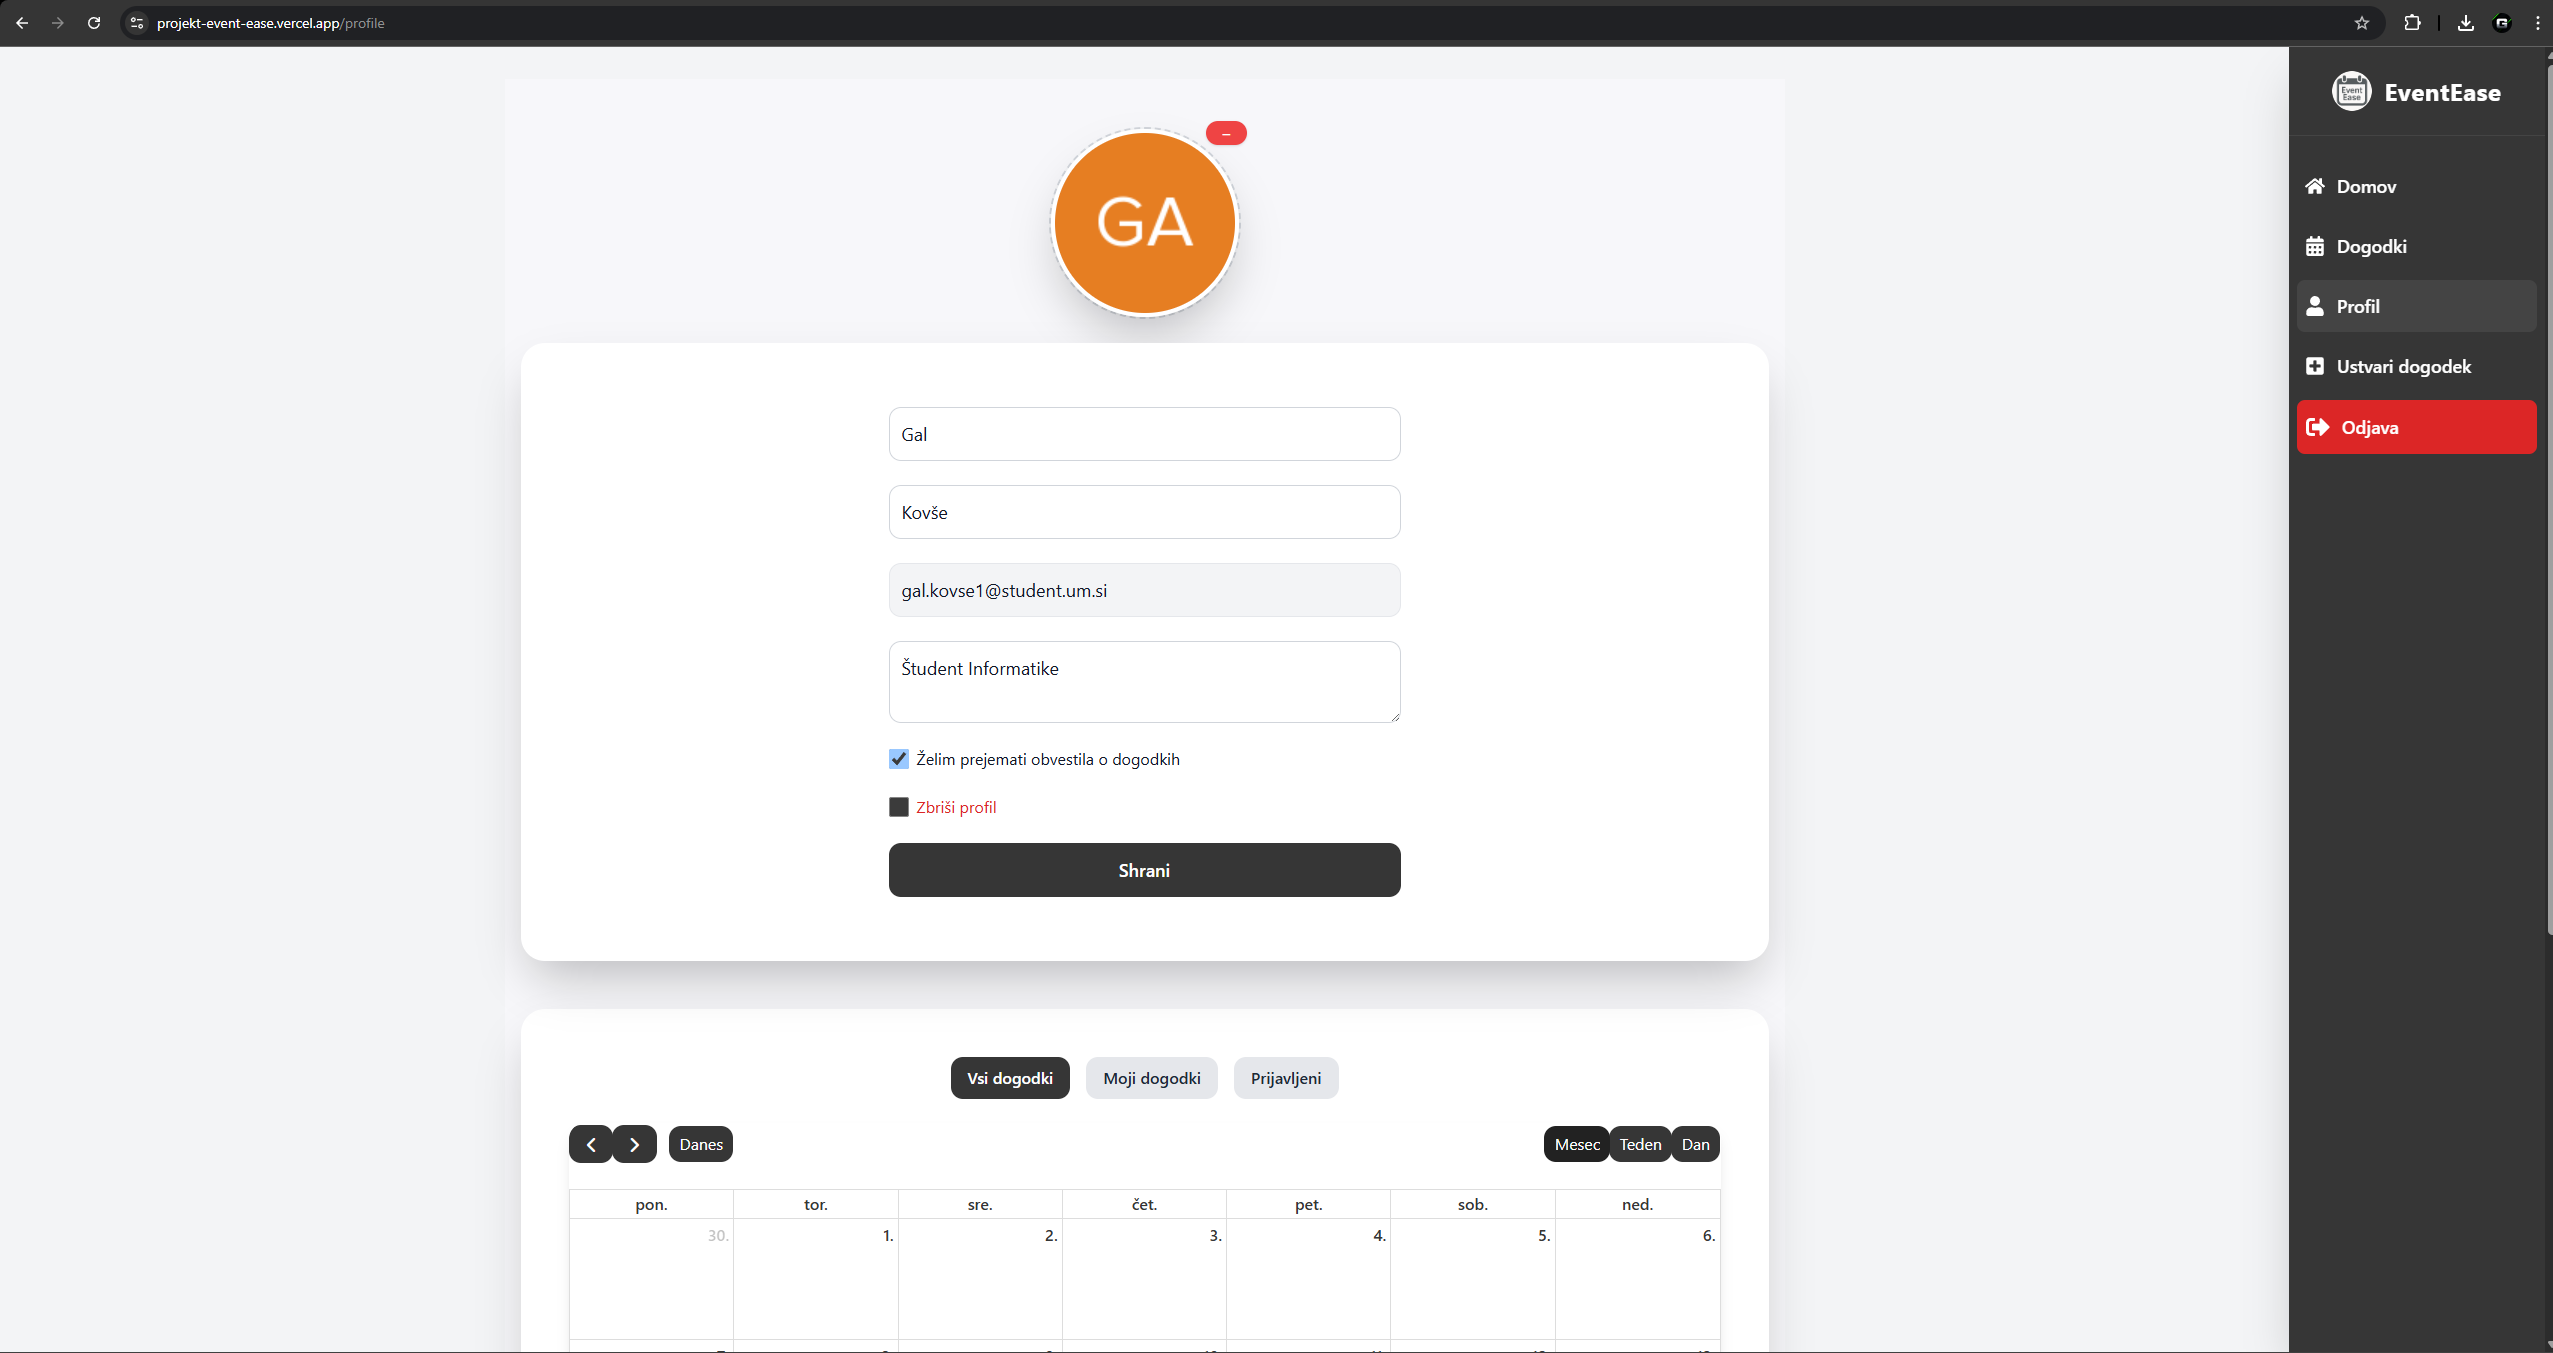 projekt-event-ease.vercel.app/profile
Event Ease
EventEase
Domov
Dogodki
Profil
Ustvari dogodek
Odjava
–
GA
Gal
Kovše
gal.kovse1@student.um.si
Študent Informatike
Želim prejemati obvestila o dogodkih
Zbriši profil
Shrani
Vsi dogodki Moji dogodki Prijavljeni
Danes Mesec Teden Dan
pon. tor. sre. čet. pet. sob. ned.
30. 1. 2. 3. 4. 5. 6.